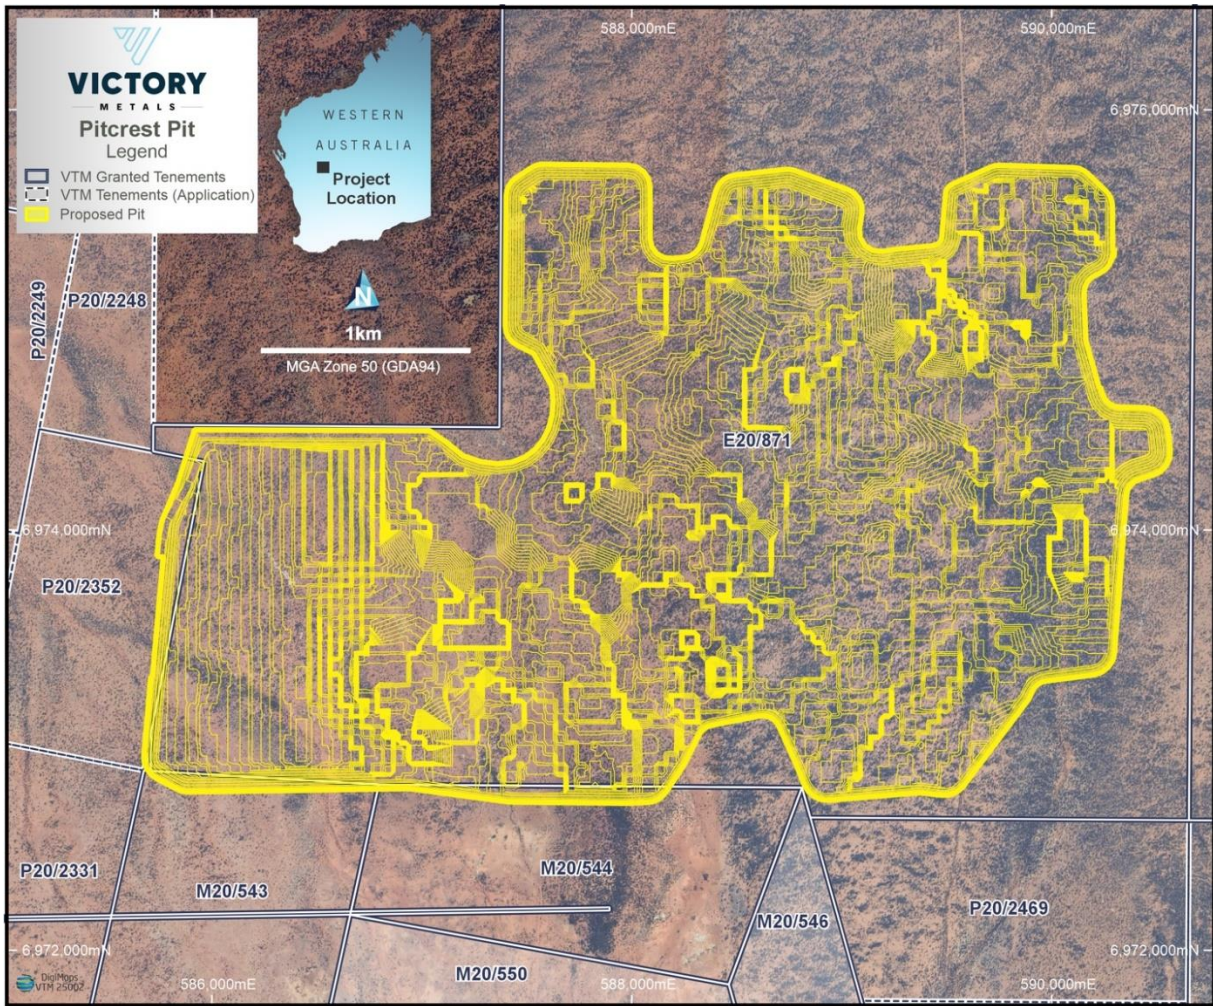 588,000mE
590,000mE
VICTORY
METALS
Pitcrest Pit
Legend
VTM Granted Tenements
VTM Tenements (Application)
Proposed Pit
WESTERN
AUSTRALIA
Project
Location
N
1km
MGA Zone 50 (GDA94)
6,976,000mN
P20/2249
P20/2248
E20/871
6,974,000mN
6,974,000mN
P20/2352
P20/2331
M20/543
M20/544
M20/546
P20/2469
6,972,000mN
6,972,000mN
M20/550
DigiMaps
VTM 25002
586,000mE
588,000mE
590,000mE